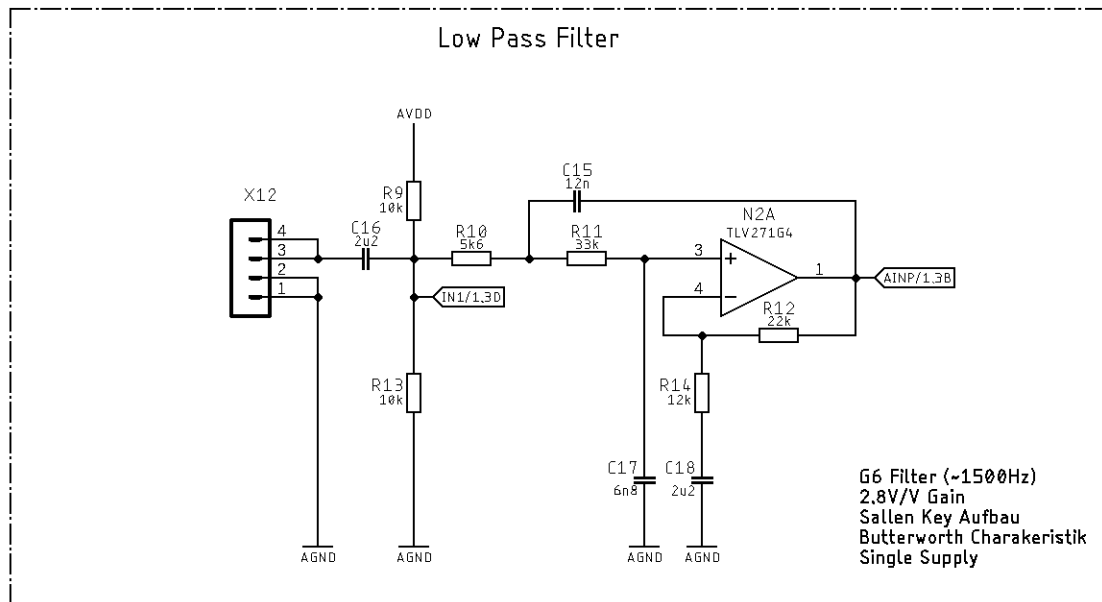 Low Pass Filter
AVDD
C15
12n
X12
R9
10k
N2A
TLV271G4
C16
2u2
R10
5k6
R11
33k
4
3
2
1
3
4
1
IN1/1.3D
AINP/1.3B
R12
22k
R13
10k
R14
12k
C17
6n8
C18
2u2
AGND
AGND
AGND
AGND
G6 Filter (~1500Hz)
2.8V/V Gain
Sallen Key Aufbau
Butterworth Charakeristik
Single Supply